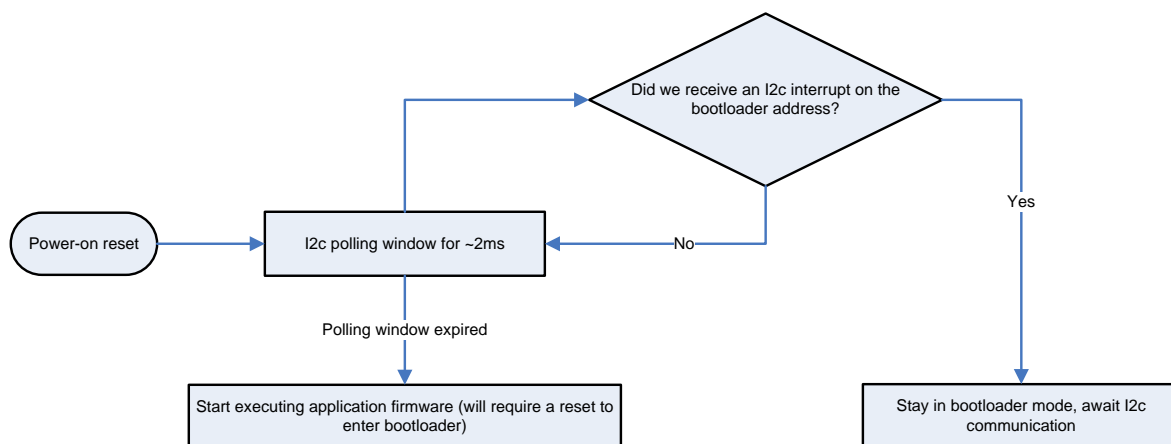 Did we receive an I2c interrupt on the
bootloader address?
Yes
Power-on reset
I2c polling window for ~2ms
No
Polling window expired
Start executing application firmware (will require a reset to
enter bootloader)
Stay in bootloader mode, await I2c
communication